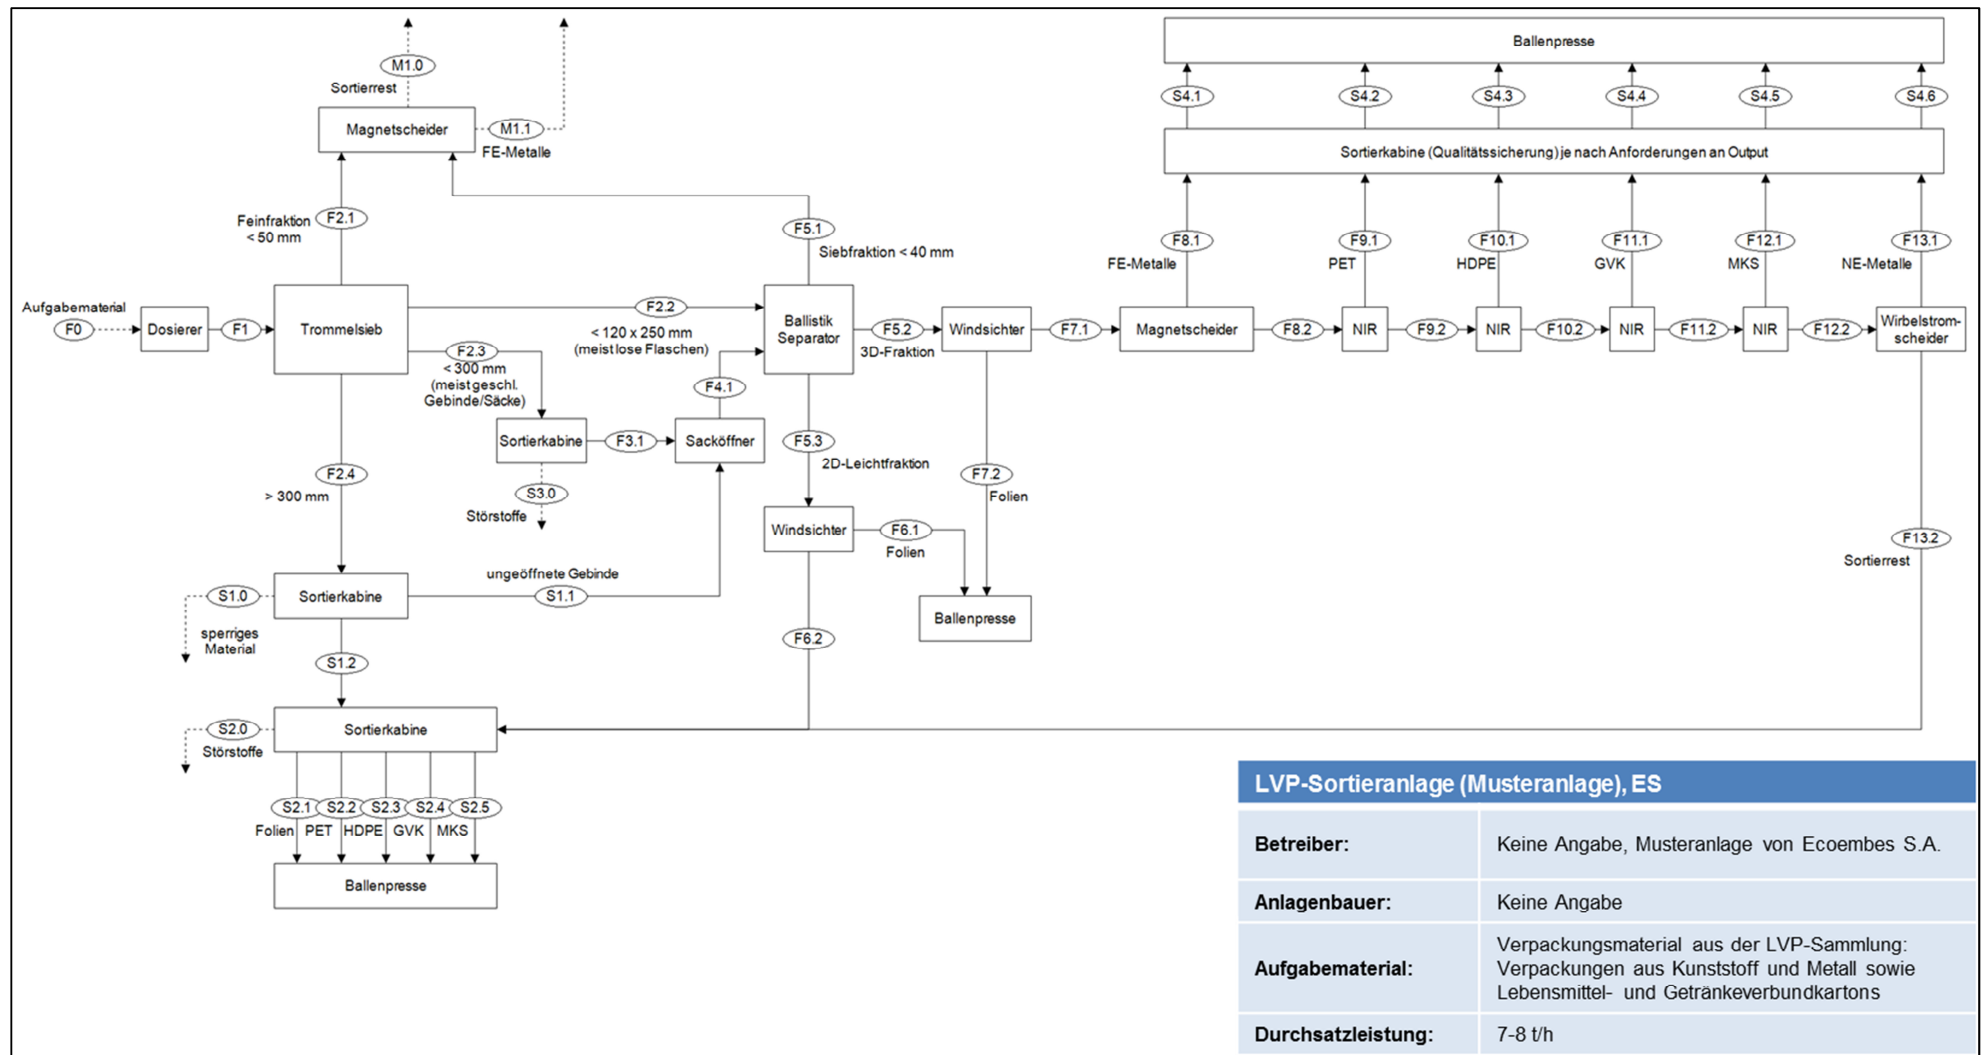 Ballenpresse
M1.0
Sortierrest
S4.1
S4.2
S4.3
S4.4
S4.5
S4.6
Magnetscheider
M1.1
FE-Metalle
Sortierkabine (Qualitätssicherung) je nach Anforderungen an Output
Feinfraktion
< 50 mm
F2.1
F5.1
Siebfraktion < 40 mm
F8.1
FE-Metalle
F9.1
PET
F10.1
HDPE
F11.1
GVK
F12.1
MKS
F13.1
NE-Metalle
Aufgabematerial
F0
Dosierer
F1
Trommelsieb
F2.2
< 120 x 250 mm
(meist lose Flaschen)
Ballistik
Separator
F5.2
3D-Fraktion
Windsichter
F7.1
Magnetscheider
F8.2
NIR
F9.2
NIR
F10.2
NIR
F11.2
NIR
F12.2
Wirbelstrom-
scheider
F2.3
< 300 mm
(meist geschl.
Gebinde/Säcke)
F4.1
Sortierkabine
F3.1
Sacköffner
F5.3
2D-Leichtfraktion
F2.4
> 300 mm
S3.0
Störstoffe
F7.2
Folien
Windsichter
F6.1
Folien
F13.2
Sortierrest
ungeöffnete Gebinde
S1.0
sperriges
Material
Sortierkabine
S1.1
Ballenpresse
F6.2
S1.2
S2.0
Störstoffe
Sortierkabine
S2.1
S2.2
S2.3
S2.4
S2.5
Folien
PET
HDPE
GVK
MKS
Ballenpresse
LVP-Sortieranlage (Musteranlage), ES
Betreiber:
Keine Angabe, Musteranlage von Ecoembes S.A.
Anlagenbauer:
Keine Angabe
Aufgabematerial:
Verpackungsmaterial aus der LVP-Sammlung:
Verpackungen aus Kunststoff und Metall sowie
Lebensmittel- und Getränkeverbundkartons
Durchsatzleistung:
7-8 t/h